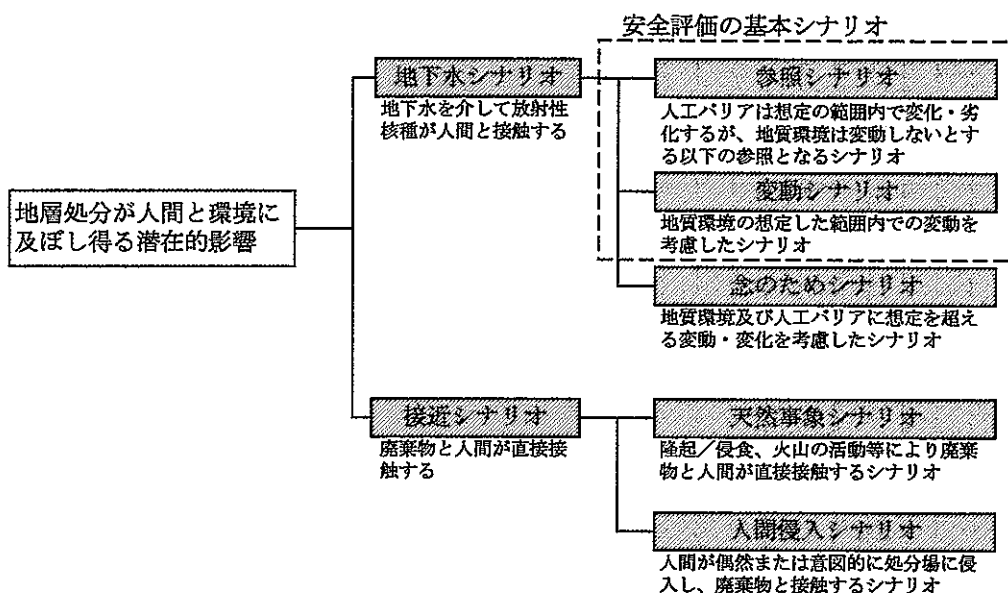 安全評価の基本シナリオ
地下水シナリオ
地下水を介して放射性
核種が人間と接触する
参照シナリオ
人工バリアは想定の範囲内で変化・劣
化するが、地質環境は変動しないとす
る以下の参照となるシナリオ
変動シナリオ
地質環境の想定した範囲内での変動を
考慮したシナリオ
念のためシナリオ
地質環境及び人工バリアに想定を超え
る変動・変化を考慮したシナリオ
地層処分が人間と環境に
及ぼし得る潜在的影響
接近シナリオ
廃棄物と人間が直接接
触する
天然事象シナリオ
隆起／侵食、火山の活動等により廃棄
物と人間が直接接触するシナリオ
人間侵入シナリオ
人間が偶然または意図的に処分場に侵
入し、廃棄物と接触するシナリオ